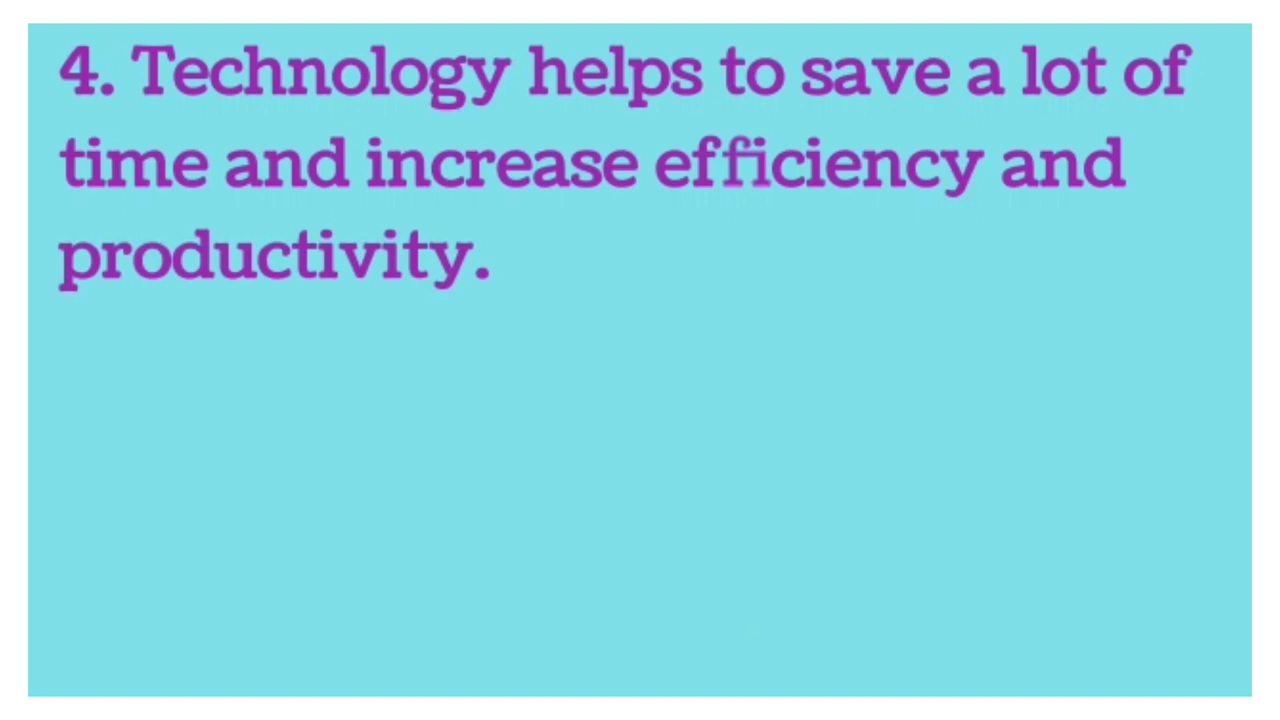 4. Technology helps to save a lot of
time and increase efficiency and
productivity.